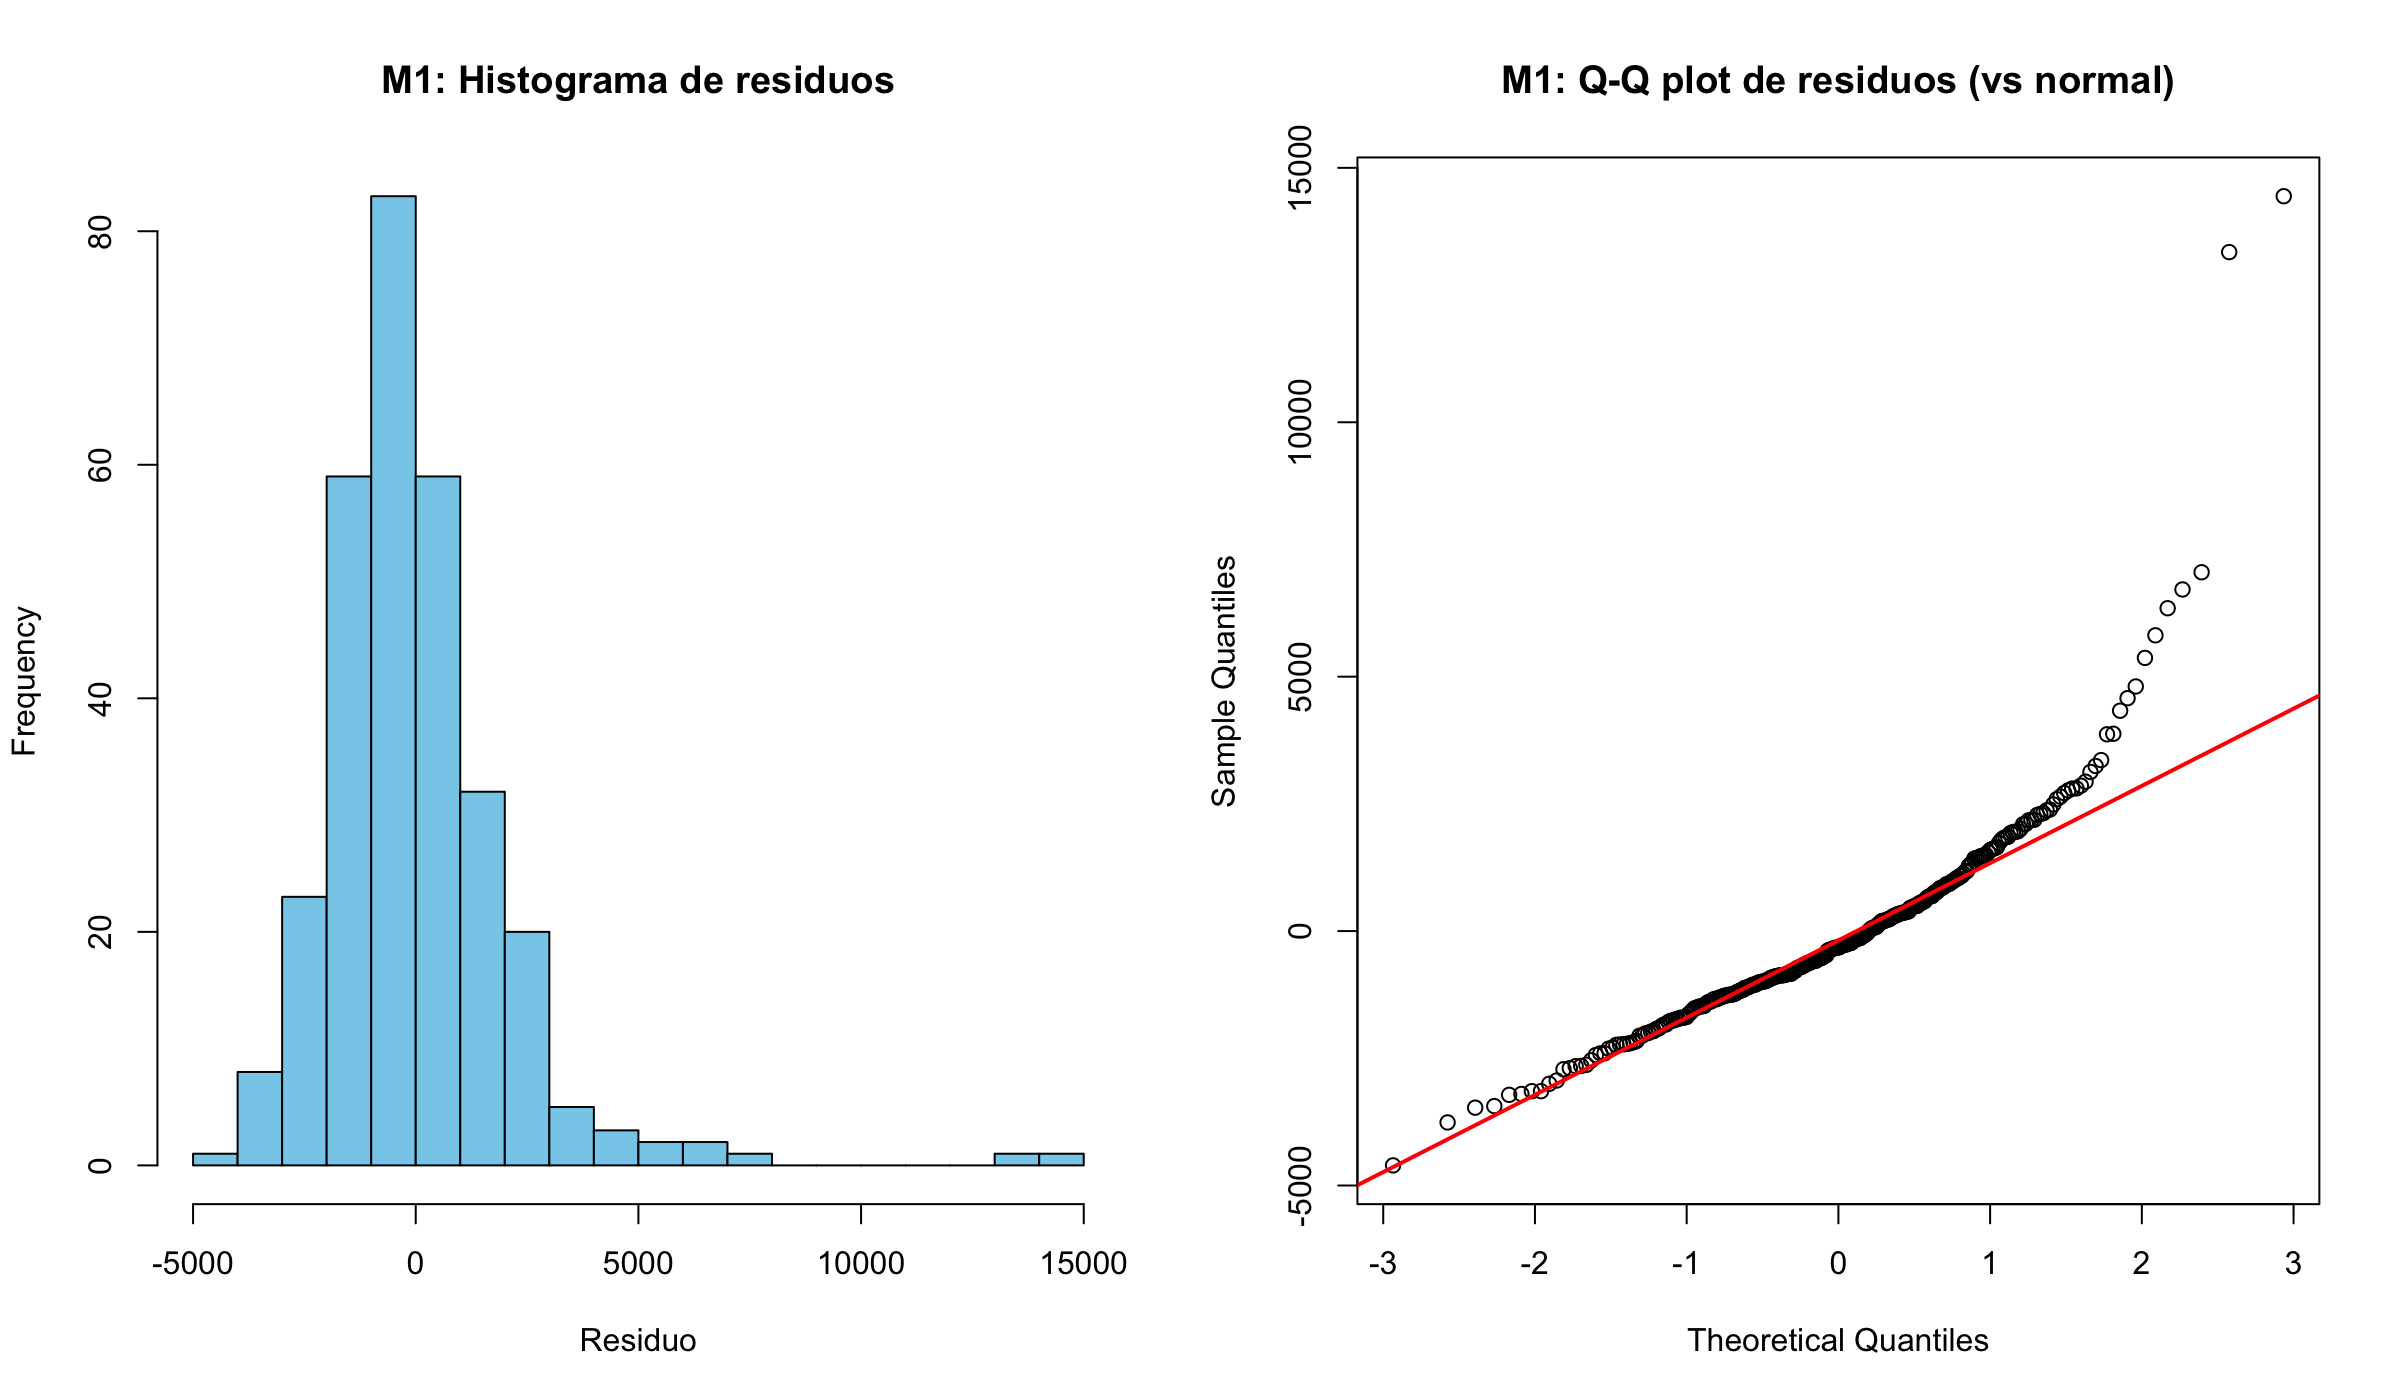 M1: Histograma de residuos
Frequency
80
60
40
20
0
-5000 0 5000 10000 15000
Residuo
M1: Q-Q plot de residuos (vs normal)
Sample Quantiles
15000
10000
5000
0
-5000
-3 -2 -1 0 1 2 3
Theoretical Quantiles